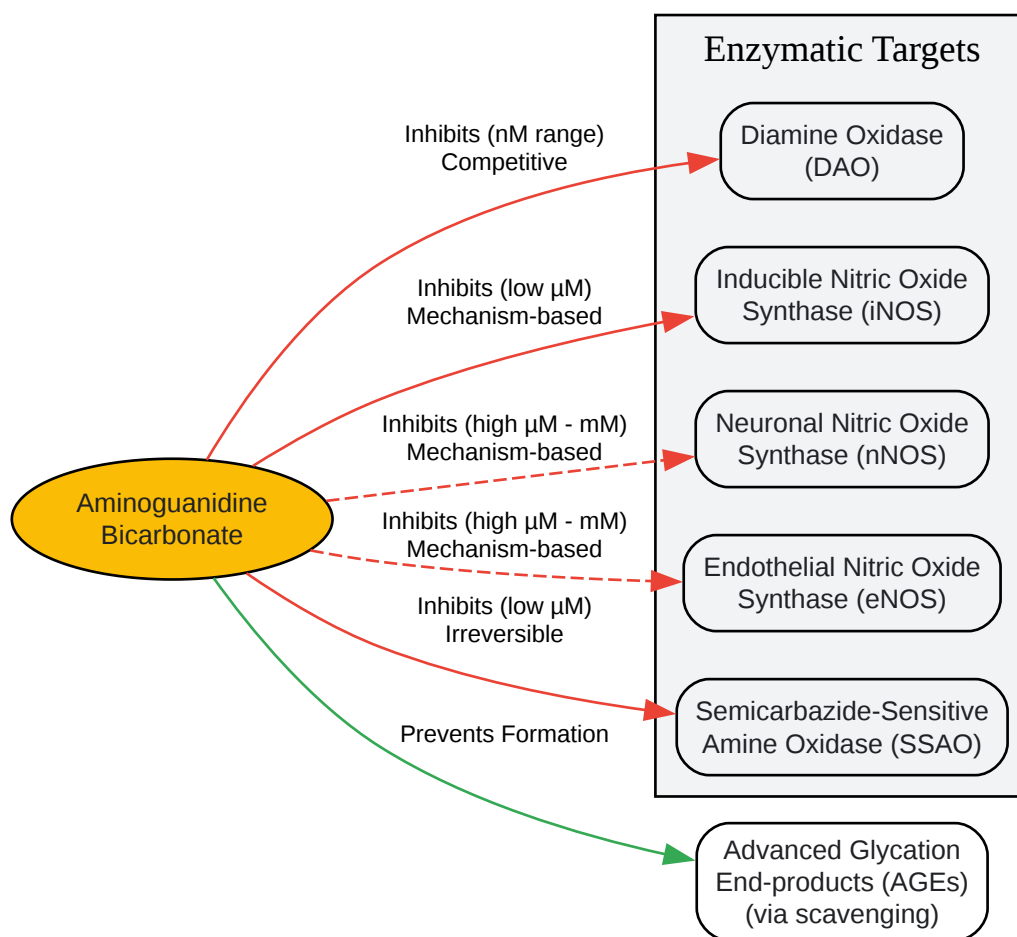 Enzymatic Targets
Inhibits (nM range)
Competitive
Diamine Oxidase
(DAO)
Inhibits (low µM)
Mechanism-based
Inducible Nitric Oxide
Synthase (iNOS)
Inhibits (high µM - mM)
Mechanism-based
Neuronal Nitric Oxide
Synthase (nNOS)
Aminoguanidine
Bicarbonate
Inhibits (high µM - mM)
Mechanism-based
Endothelial Nitric Oxide
Synthase (eNOS)
Inhibits (low µM)
Irreversible
Semicarbazide-Sensitive
Amine Oxidase (SSAO)
Prevents Formation
Advanced Glycation
End-products (AGEs)
(via scavenging)